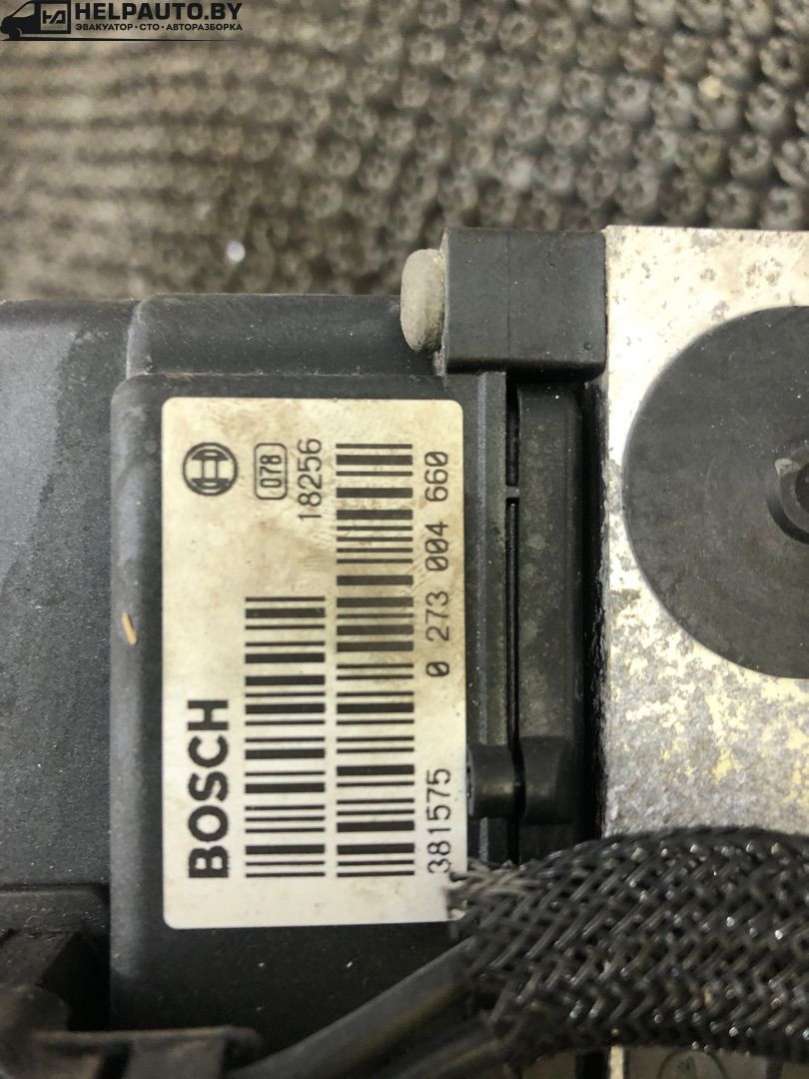 HELPAUTO.BY
ЭВАКУАТОР·СТО·АВТОРАЗБОРКА
BOSCH
078
18256
381575 0 273 004 660